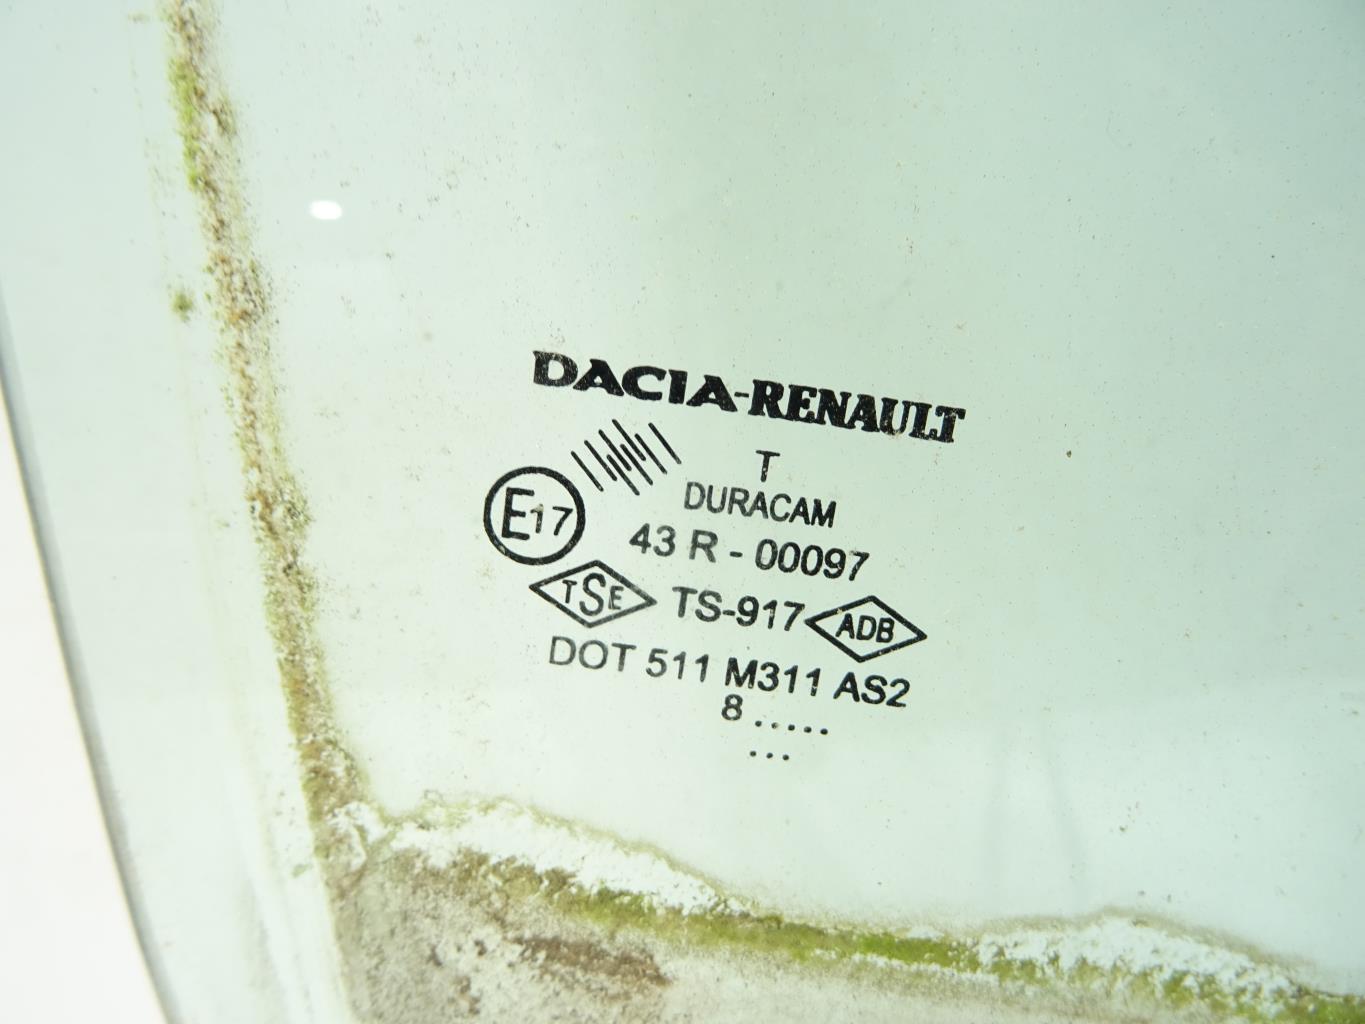 DACIA-RENAULT
T
DURACAM
E17 43 R - 00097
TSE TS-917 ADB
DOT 511 M311 AS2
8 .....
...